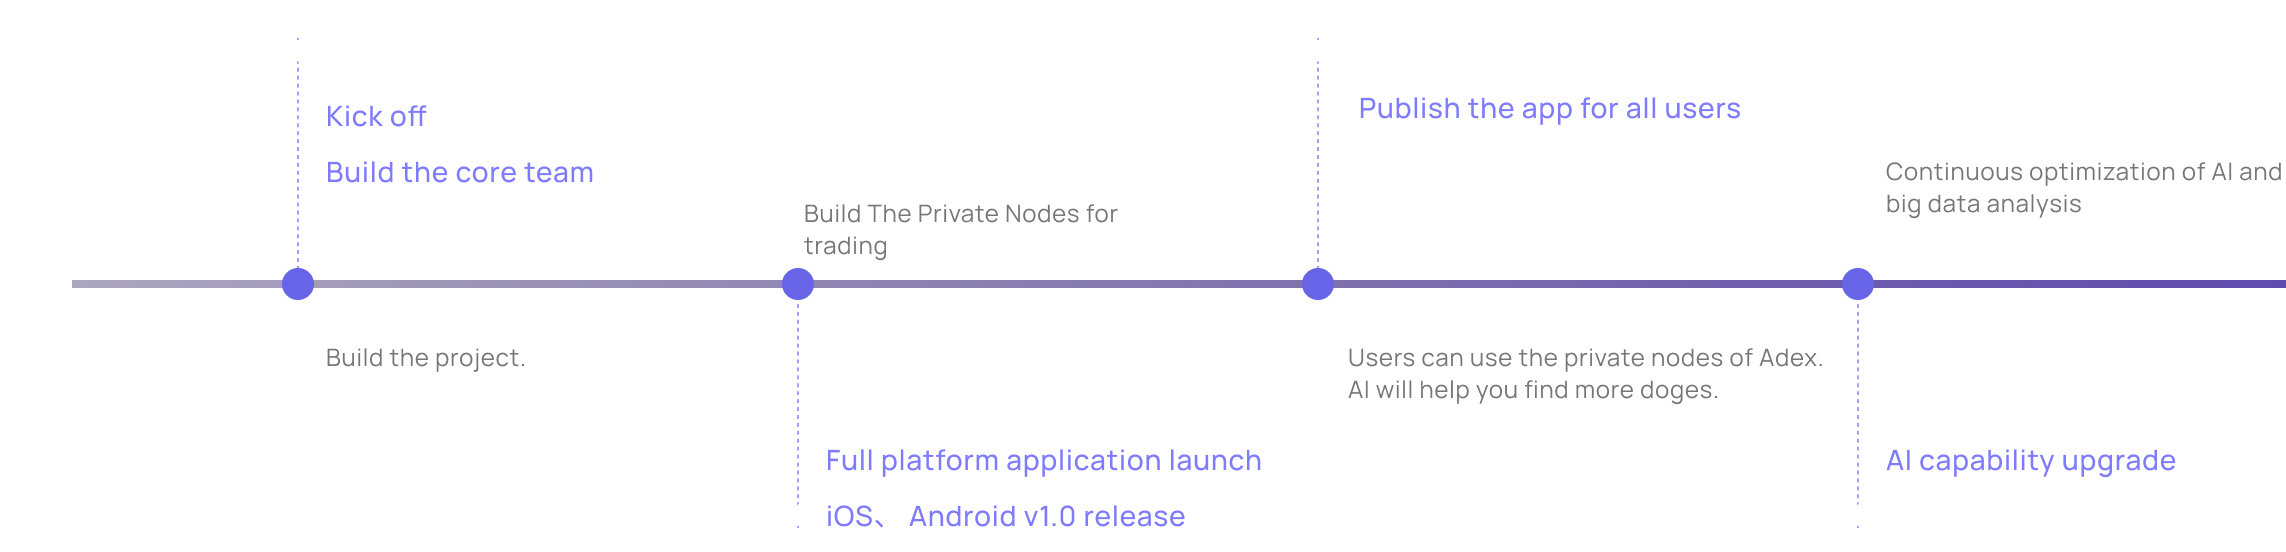 Kick off
Build the core team
Build the project.
Build The Private Nodes for
trading
Full platform application launch
iOS、 Android v1.0 release
Publish the app for all users
Users can use the private nodes of Adex.
AI will help you find more doges.
Continuous optimization of AI and
big data analysis
AI capability upgrade